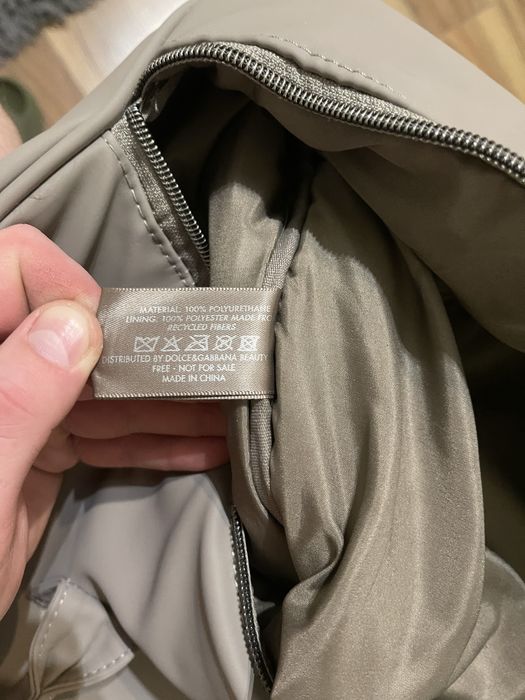 MATERIAL: 100% POLYURETHANE
LINING: 100% POLYESTER MADE FRO
RECYCLED FIBERS
DISTRIBUTED BY DOLCE&GABBANA BEAUTY
FREE - NOT FOR SALE
MADE IN CHINA